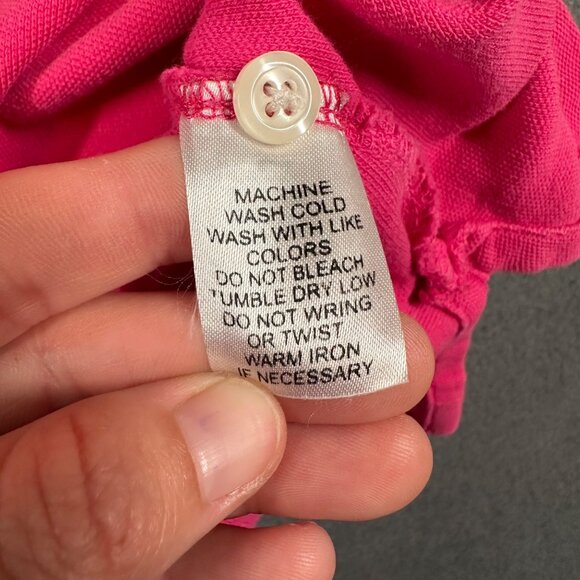 MACHINE
WASH COLD
WASH WITH LIKE
COLORS
DO NOT BLEACH
TUMBLE DRY LOW
DO NOT WRING
OR TWIST
WARM IRON
IF NECESSARY